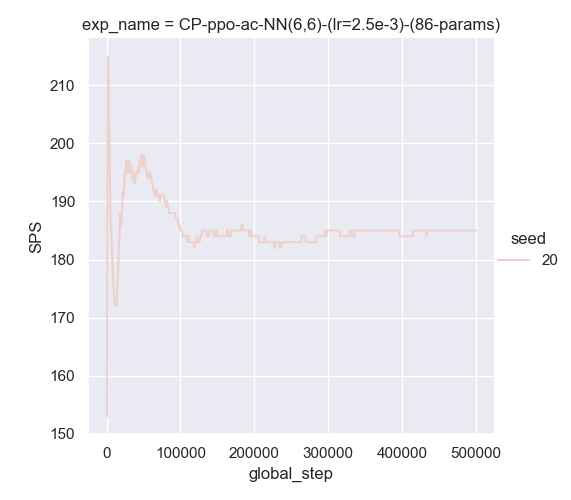 exp_name = CP-ppo-ac-NN(6,6)-(lr=2.5e-3)-(86-params)
210
200
190
180
170
160
150
SPS
0 100000 200000 300000 400000 500000
global_step
seed
20